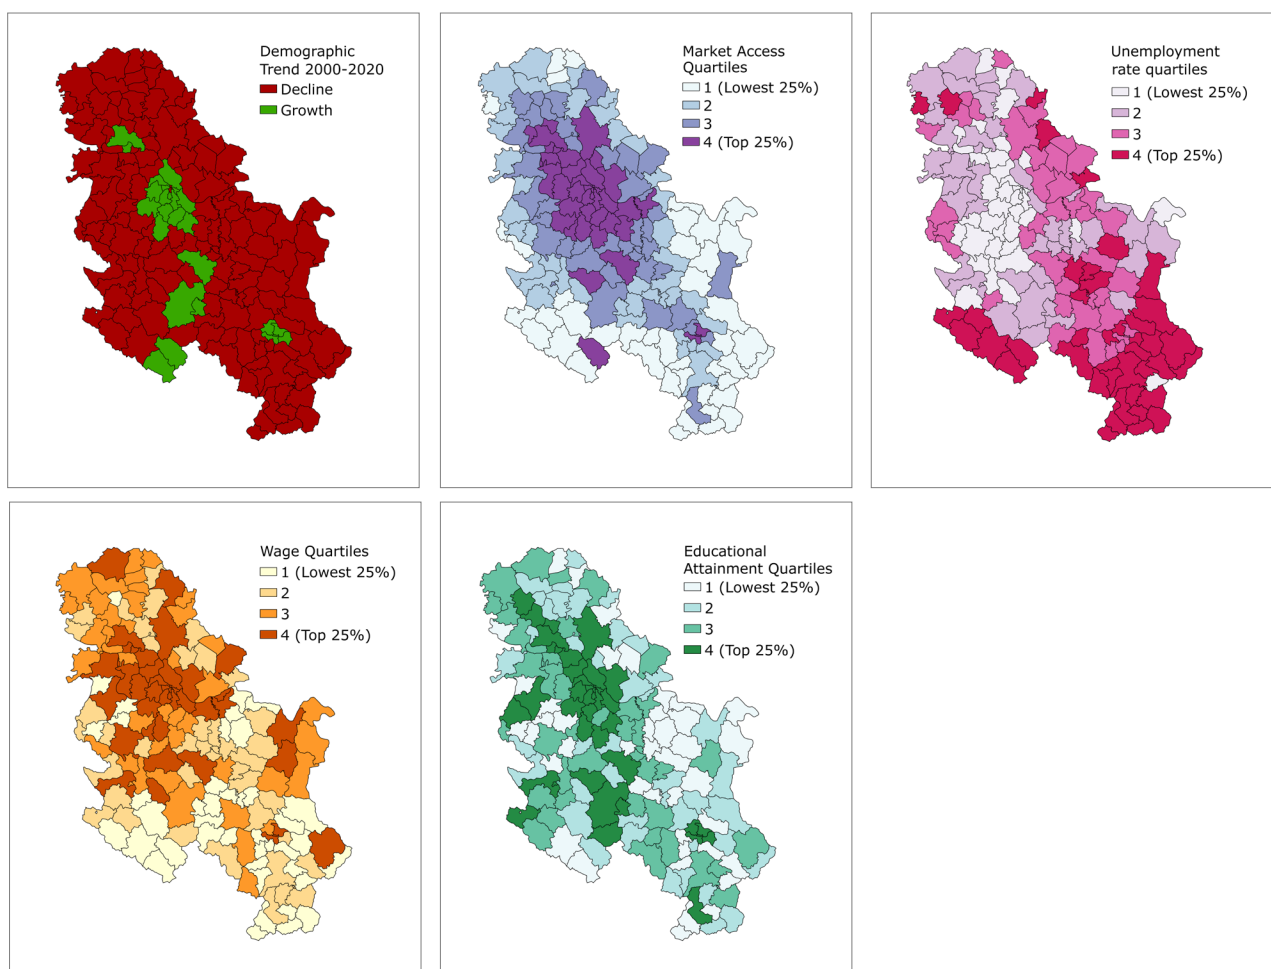 Demographic
Trend 2000-2020
Decline
Growth
Market Access
Quartiles
1 (Lowest 25%)
2
3
4 (Top 25%)
Unemployment
rate quartiles
1 (Lowest 25%)
2
3
4 (Top 25%)
Wage Quartiles
1 (Lowest 25%)
2
3
4 (Top 25%)
Educational
Attainment Quartiles
1 (Lowest 25%)
2
3
4 (Top 25%)